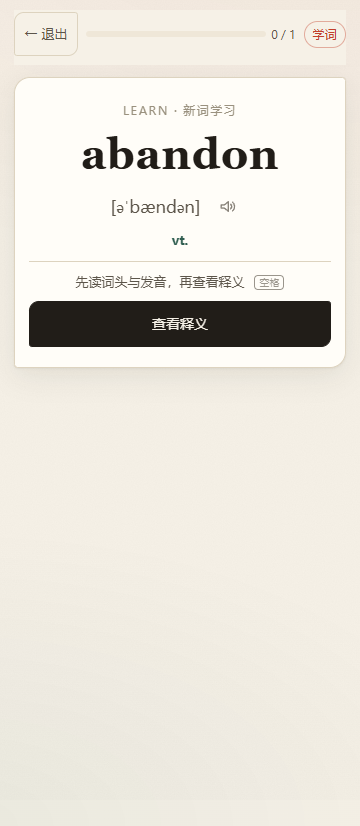 ← 退出 0 / 1 学词
LEARN · 新词学习
abandon
[əˈbændən]
vt.
先读词头与发音，再查看释义 空格
查看释义